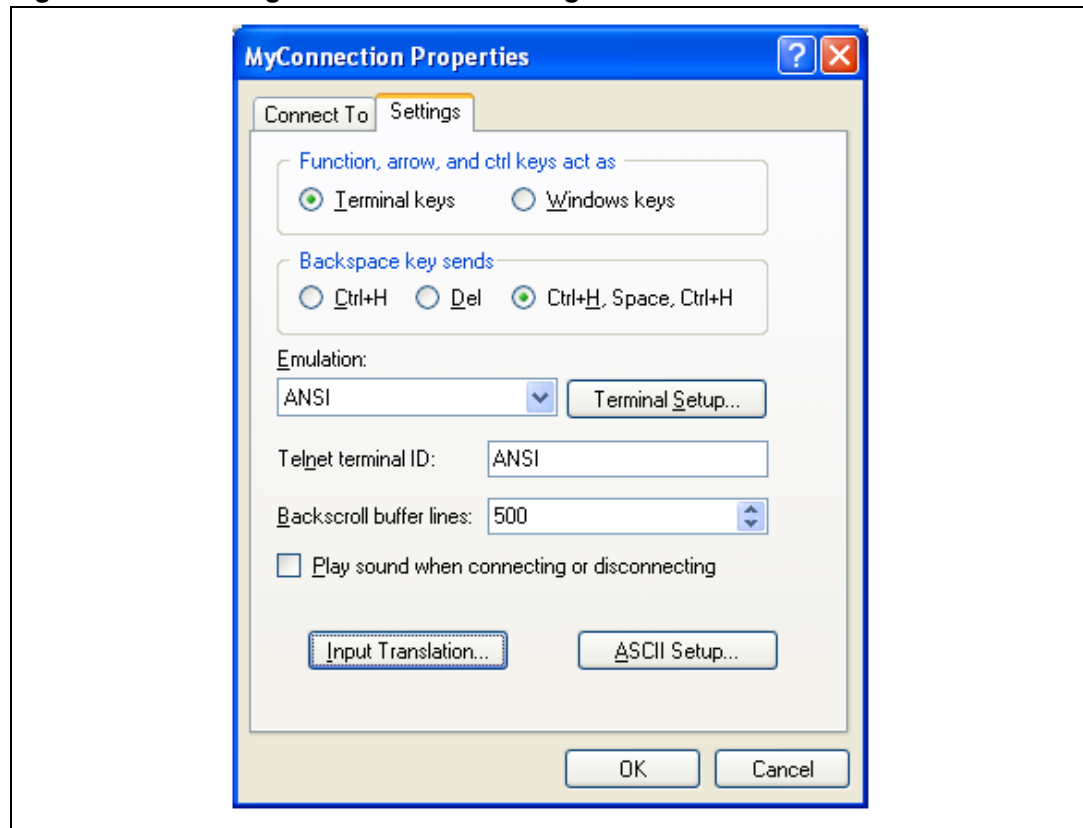 MyConnection Properties
Connect To Settings
Function, arrow, and ctrl keys act as
Terminal keys Windows keys
Backspace key sends
Ctrl+H Del Ctrl+H, Space, Ctrl+H
Emulation:
ANSI Terminal Setup...
Telnet terminal ID: ANSI
Backscroll buffer lines: 500
Play sound when connecting or disconnecting
Input Translation... ASCII Setup...
OK Cancel